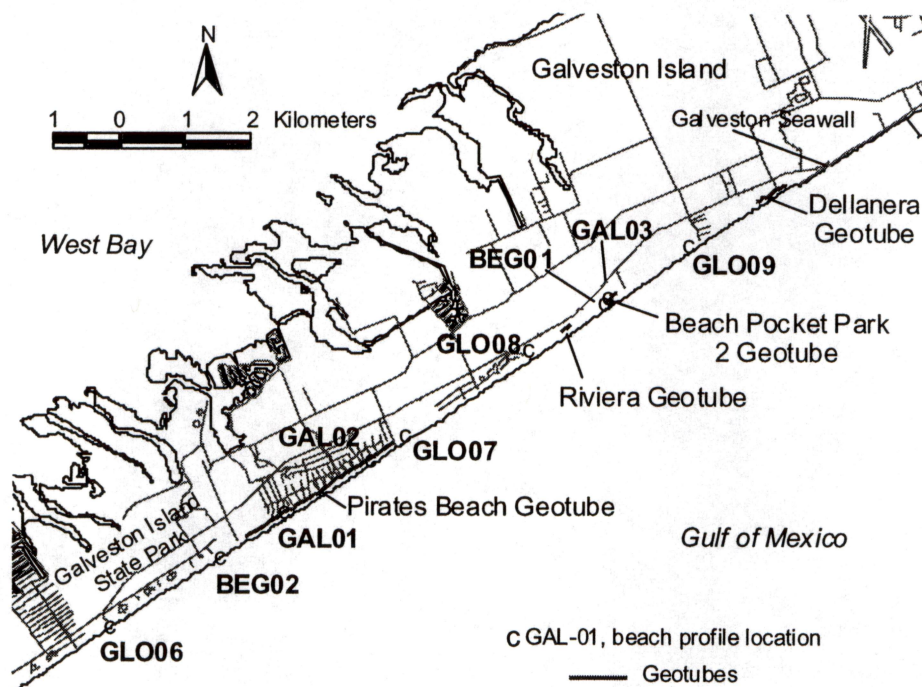 N
1 0 1 2 Kilometers
Galveston Island
Galveston Seawall
Dellanera
Geotube
West Bay
GAL03
BEG01
GLO09
Beach Pocket Park
2 Geotube
GLO08
Riviera Geotube
GAL02
GLO07
Pirates Beach Geotube
Galveston Island
State Park
GAL01
Gulf of Mexico
BEG02
GLO06
C GAL-01, beach profile location
Geotubes